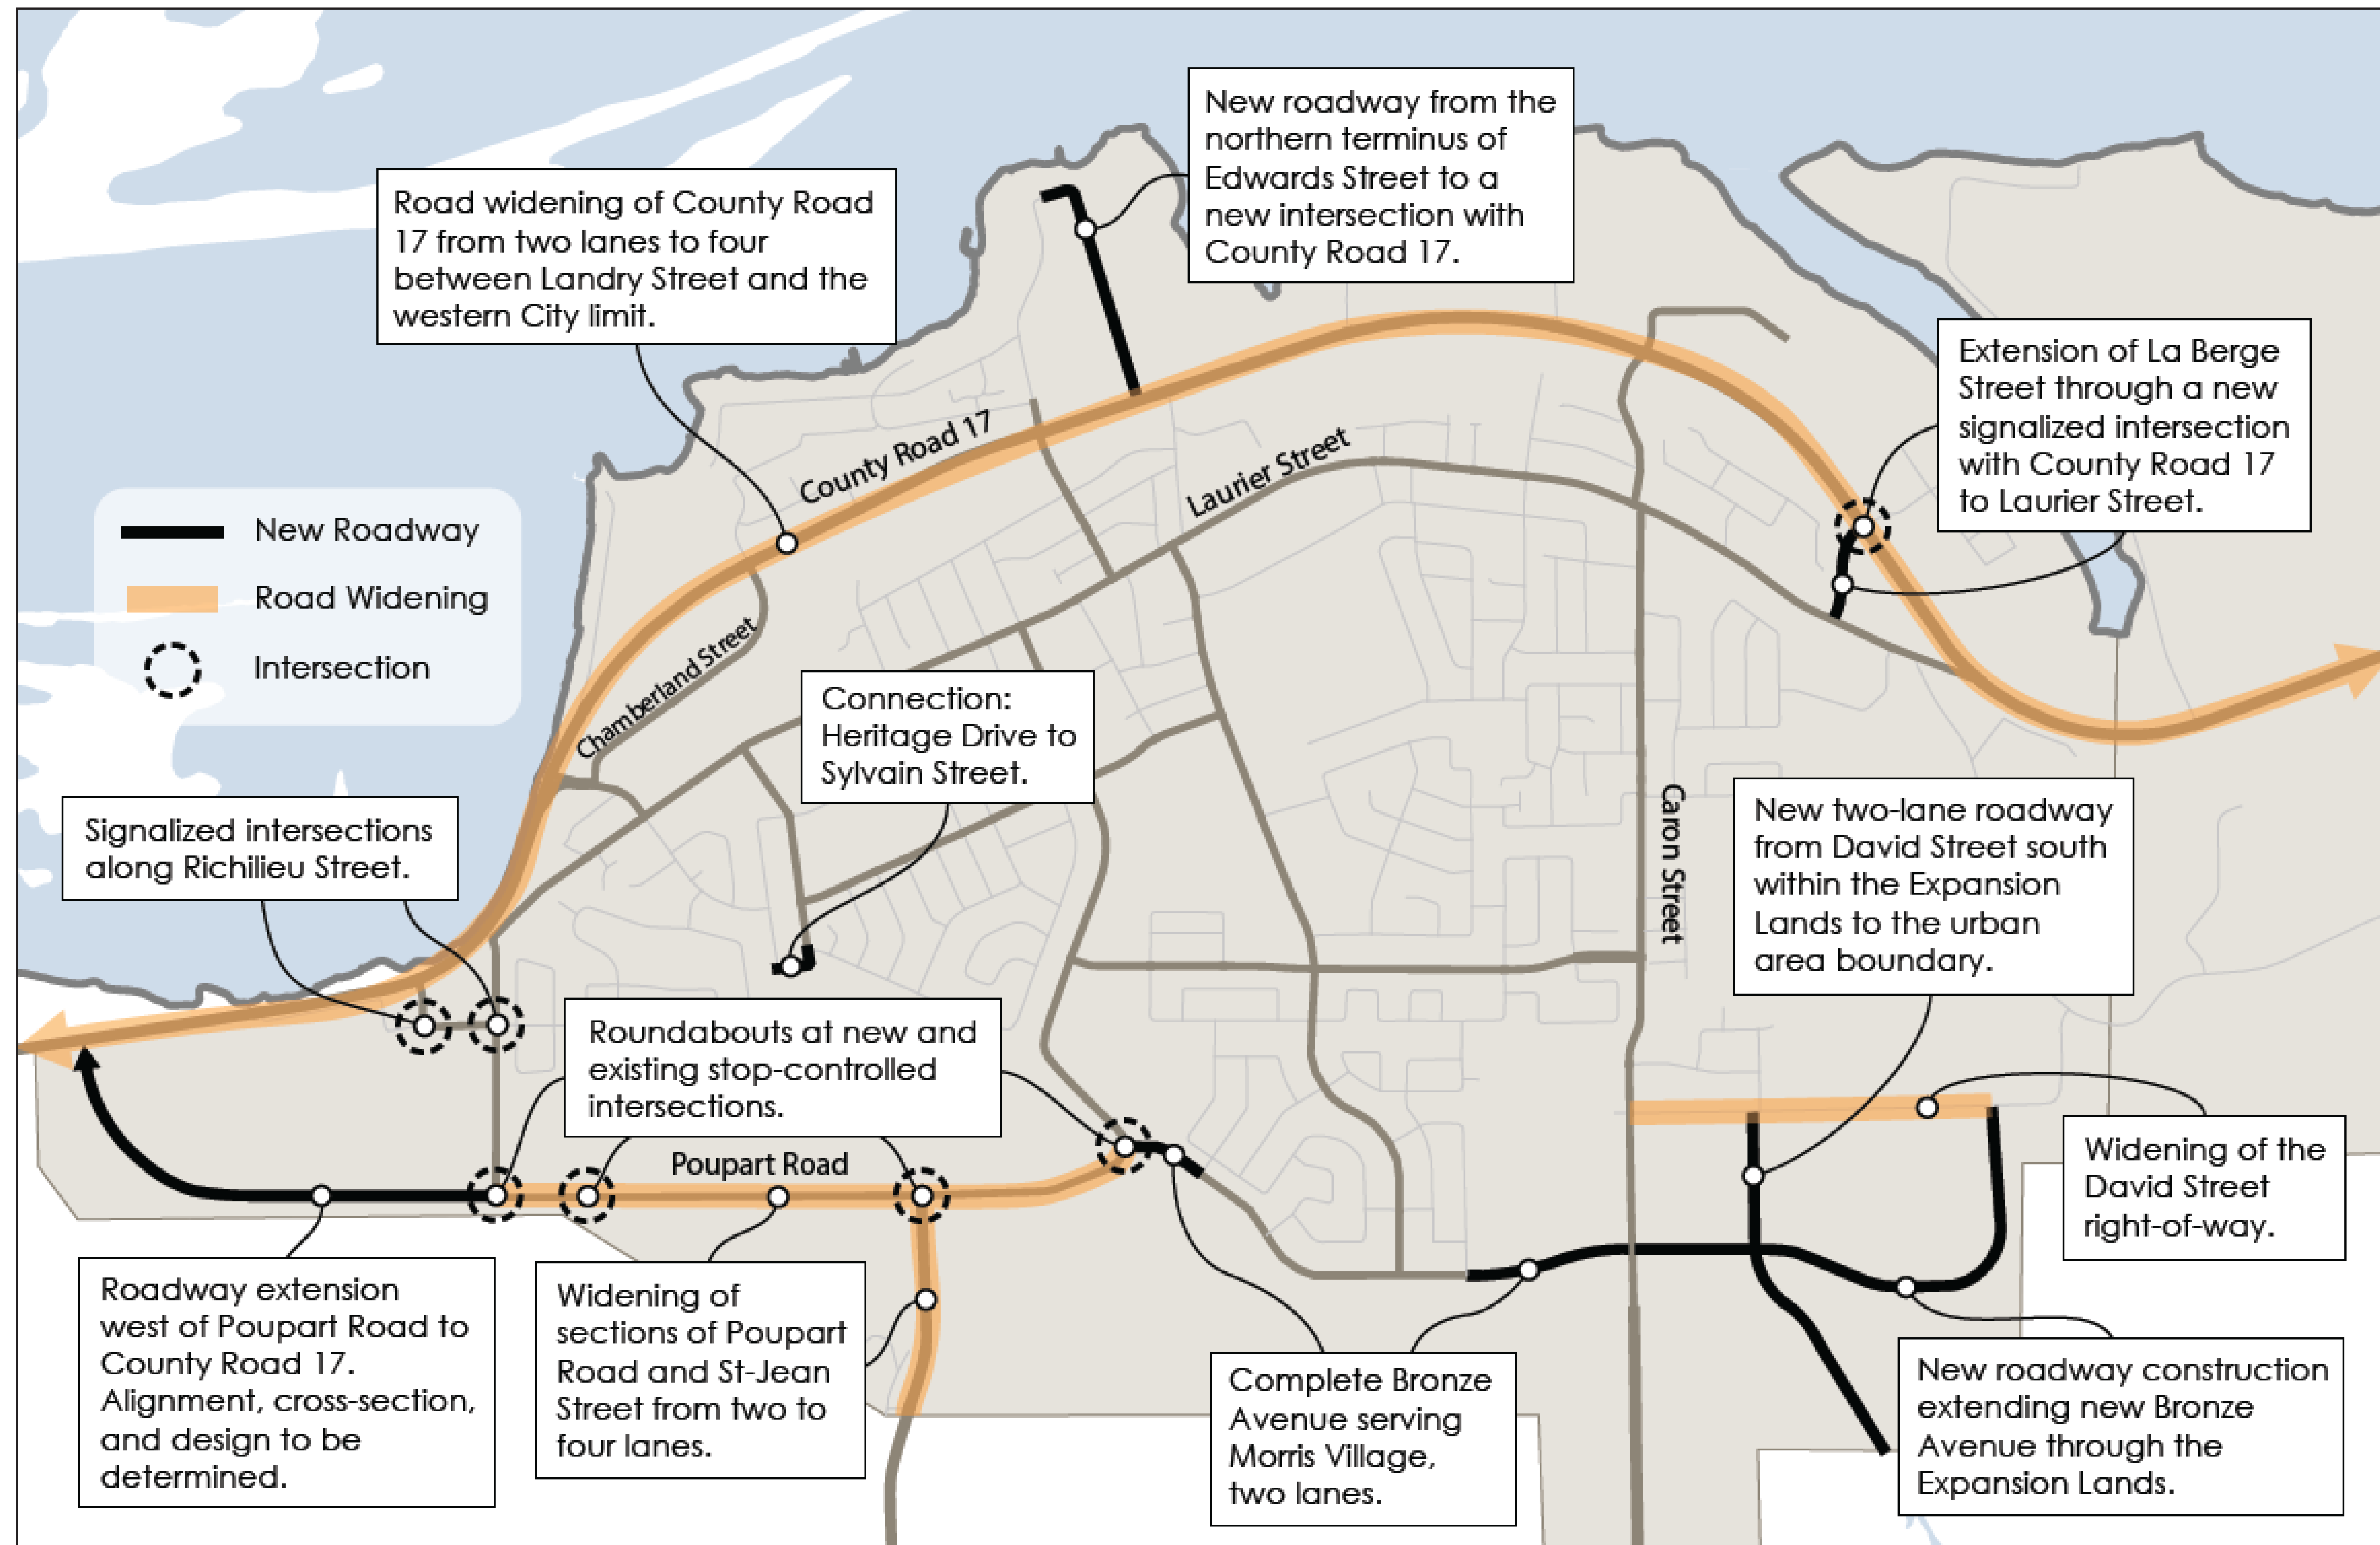 New roadway from the
northern terminus of
Edwards Street to a
new intersection with
County Road 17.
Road widening of County Road
17 from two lanes to four
between Landry Street and the
western City limit.
Extension of La Berge
Street through a new
signalized intersection
with County Road 17
to Laurier Street.
County Road 17
Laurier Street
New Roadway
Road Widening
Intersection
Chamberland Street
Connection:
Heritage Drive to
Sylvain Street.
Caron Street
New two-lane roadway
from David Street south
within the Expansion
Lands to the urban
area boundary.
Signalized intersections
along Richilieu Street.
Roundabouts at new and
existing stop-controlled
intersections.
Poupart Road
Widening of the
David Street
right-of-way.
Roadway extension
west of Poupart Road to
County Road 17.
Alignment, cross-section,
and design to be
determined.
Widening of
sections of Poupart
Road and St-Jean
Street from two to
four lanes.
Complete Bronze
Avenue serving
Morris Village,
two lanes.
New roadway construction
extending new Bronze
Avenue through the
Expansion Lands.